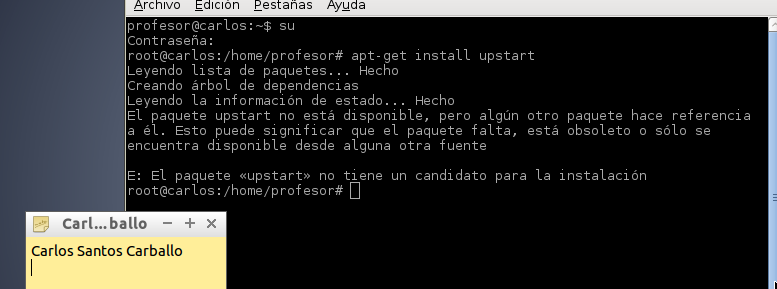 Archivo Edición Pestañas Ayuda
profesor@carlos:~$ su
Contraseña:
root@carlos:/home/profesor# apt-get install upstart
Leyendo lista de paquetes... Hecho
Creando árbol de dependencias
Leyendo la información de estado... Hecho
El paquete upstart no está disponible, pero algún otro paquete hace referencia
a él. Esto puede significar que el paquete falta, está obsoleto o sólo se
encuentra disponible desde alguna otra fuente
E: El paquete «upstart» no tiene un candidato para la instalación
root@carlos:/home/profesor#
Carl...ballo
Carlos Santos Carballo